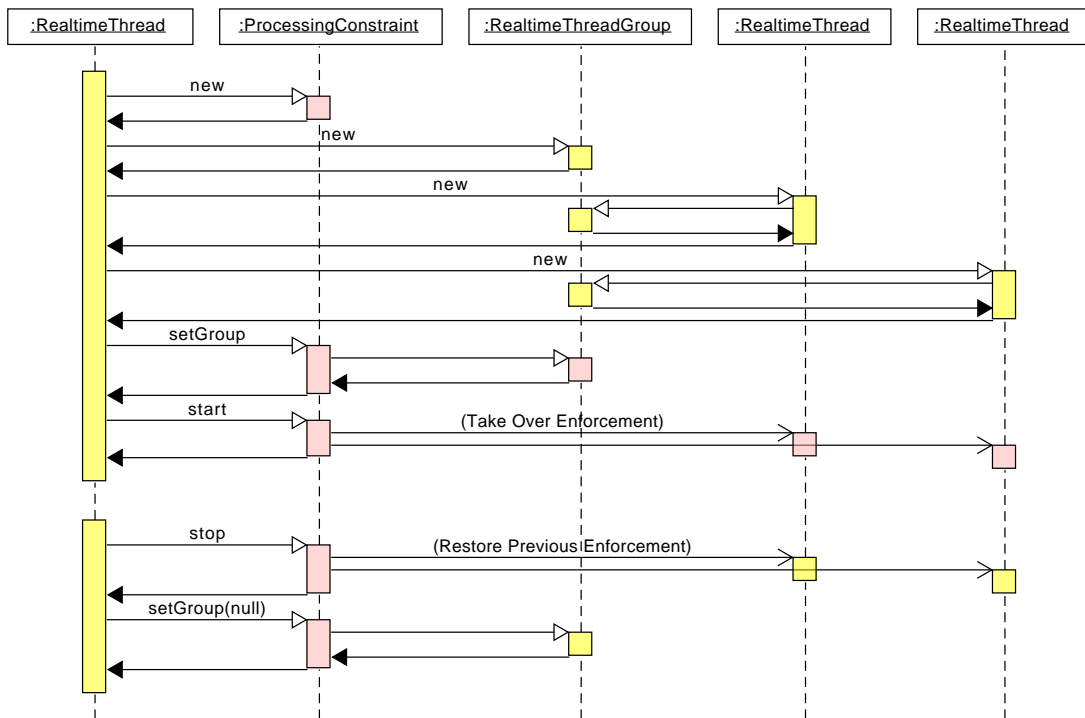 :RealtimeThread
:ProcessingConstraint
:RealtimeThreadGroup
:RealtimeThread
:RealtimeThread
new
new
new
new
setGroup
start
(Take Over Enforcement)
stop
(Restore Previous Enforcement)
setGroup(null)